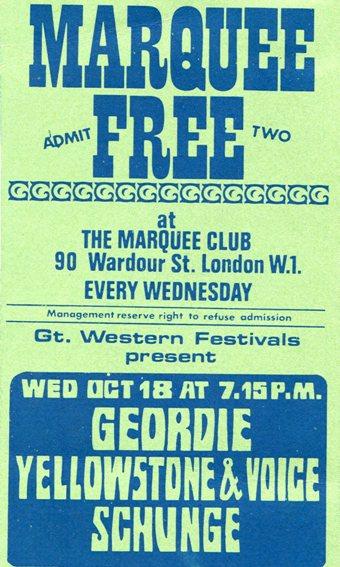 MARQUEE
ADMIT FREE TWO
at
THE MARQUEE CLUB
90 Wardour St. London W.1.
EVERY WEDNESDAY
Management reserve right to refuse admission
Gt. Western Festivals
present
WED OCT 18 AT 7.15 P.M.
GEORDIE
YELLOWSTONE & VOICE
SCHUNGE